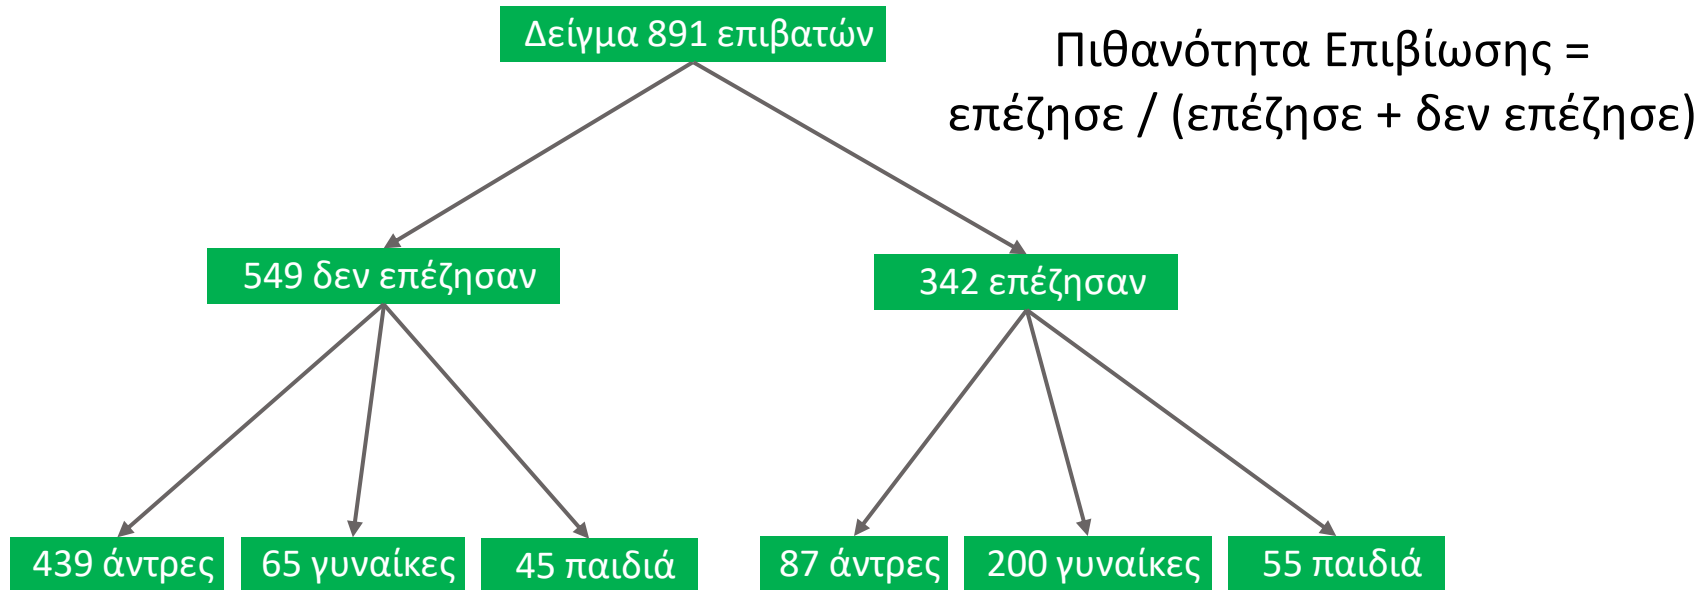 Δείγμα 891 επιβατών
Πιθανότητα Επιβίωσης =
επέζησε / (επέζησε + δεν επέζησε)
549 δεν επέζησαν
342 επέζησαν
439 άντρες
65 γυναίκες
45 παιδιά
87 άντρες
200 γυναίκες
55 παιδιά